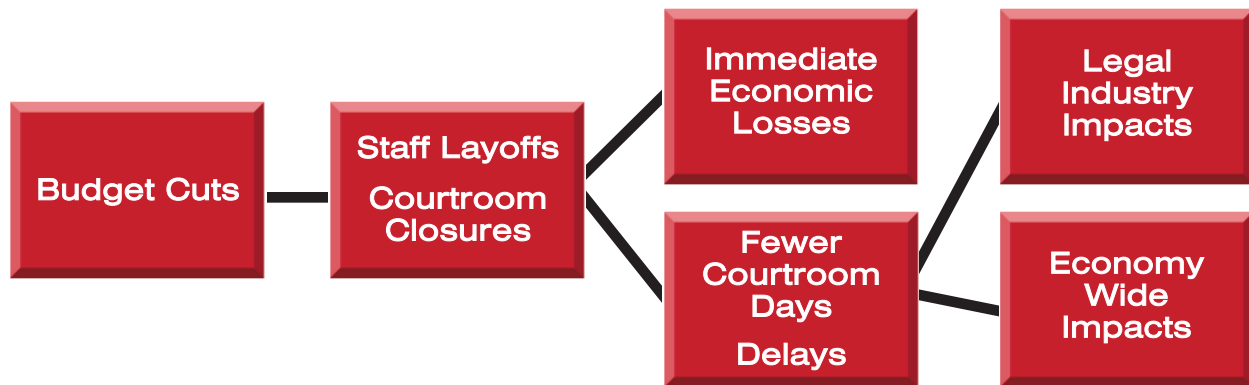 Budget Cuts
Staff Layoffs
Courtroom
Closures
Immediate
Economic
Losses
Fewer
Courtroom
Days
Delays
Legal
Industry
Impacts
Economy
Wide
Impacts